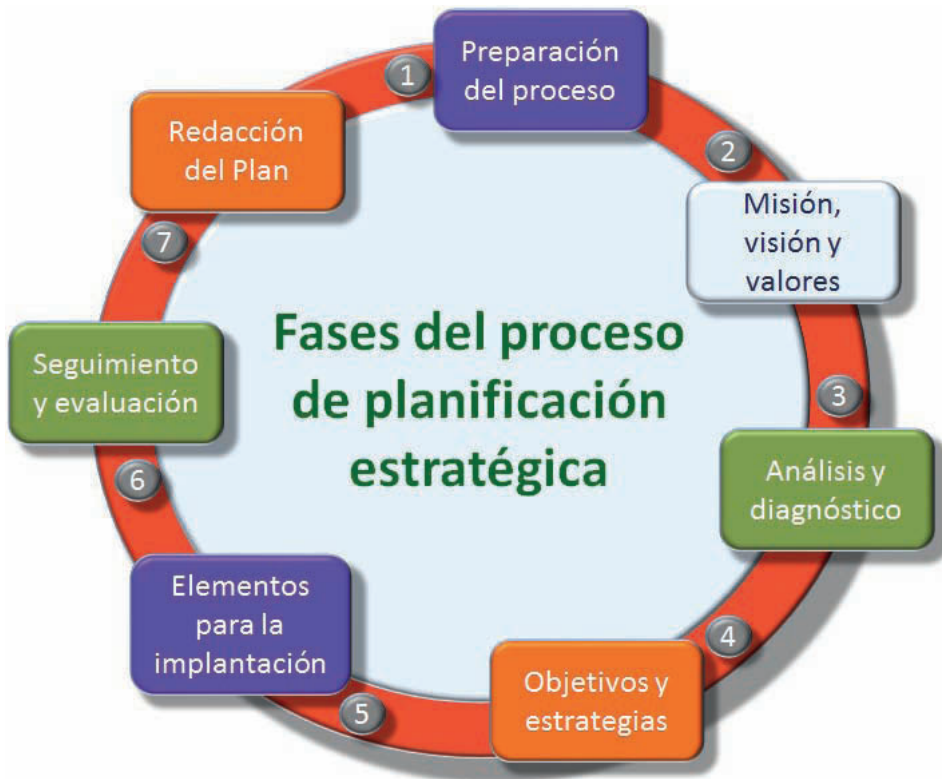 1
Preparación
del proceso
2
Misión,
visión y
valores
3
Análisis y
diagnóstico
4
Objetivos y
estrategias
5
Elementos
para la
implantación
6
Seguimiento
y evaluación
7
Redacción
del Plan
Fases del proceso
de planificación
estratégica